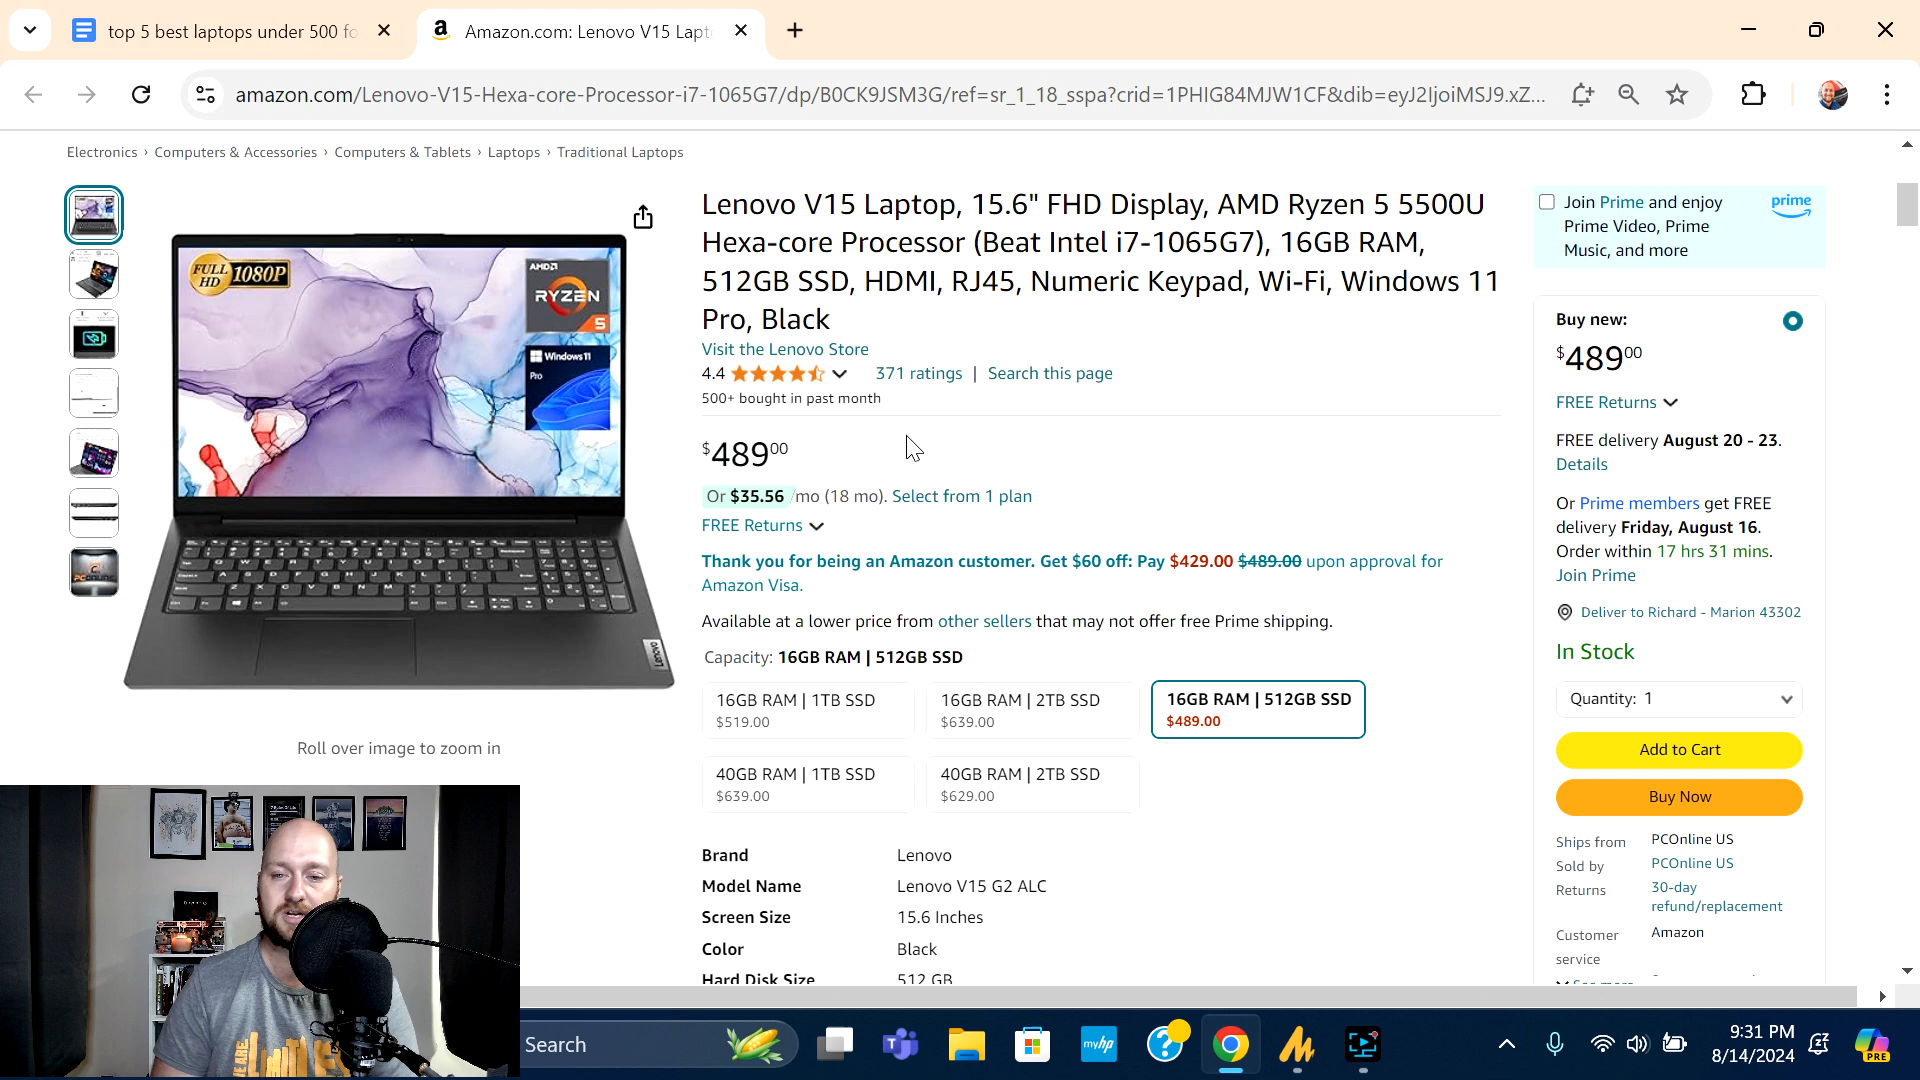 top 5 best laptops under 500 fo
Amazon.com: Lenovo V15 Lapt
amazon.com/Lenovo-V15-Hexa-core-Processor-i7-1065G7/dp/B0CK9JSM3G/ref=sr_1_18_sspa?crid=1PHIG84MJW1CF&dib=eyJ2IjoiMSJ9.xZ...
Electronics › Computers & Accessories › Computers & Tablets › Laptops › Traditional Laptops
FULL HD 1080P
AMD
RYZEN
5
Windows 11
Pro
Lenovo
Roll over image to zoom in
Lenovo V15 Laptop, 15.6" FHD Display, AMD Ryzen 5 5500U
Hexa-core Processor (Beat Intel i7-1065G7), 16GB RAM,
512GB SSD, HDMI, RJ45, Numeric Keypad, Wi-Fi, Windows 11
Pro, Black
Visit the Lenovo Store
4.4 371 ratings | Search this page
500+ bought in past month
$48900
Or $35.56 /mo (18 mo). Select from 1 plan
FREE Returns
Thank you for being an Amazon customer. Get $60 off: Pay $429.00 $489.00 upon approval for
Amazon Visa.
Available at a lower price from other sellers that may not offer free Prime shipping.
Capacity: 16GB RAM | 512GB SSD
16GB RAM | 1TB SSD
$519.00
16GB RAM | 2TB SSD
$639.00
16GB RAM | 512GB SSD
$489.00
40GB RAM | 1TB SSD
$639.00
40GB RAM | 2TB SSD
$629.00
Brand Lenovo
Model Name Lenovo V15 G2 ALC
Screen Size 15.6 Inches
Color Black
Hard Disk Size 512 GB
Join Prime and enjoy
Prime Video, Prime
Music, and more
prime
Buy new:
$48900
FREE Returns
FREE delivery August 20 - 23.
Details
Or Prime members get FREE
delivery Friday, August 16.
Order within 17 hrs 31 mins.
Join Prime
Deliver to Richard - Marion 43302
In Stock
Quantity: 1
Add to Cart
Buy Now
Ships from PCOnline US
Sold by PCOnline US
Returns 30-day
refund/replacement
Customer Amazon
service
See more
Search
myhp
9:31 PM
8/14/2024
PRE